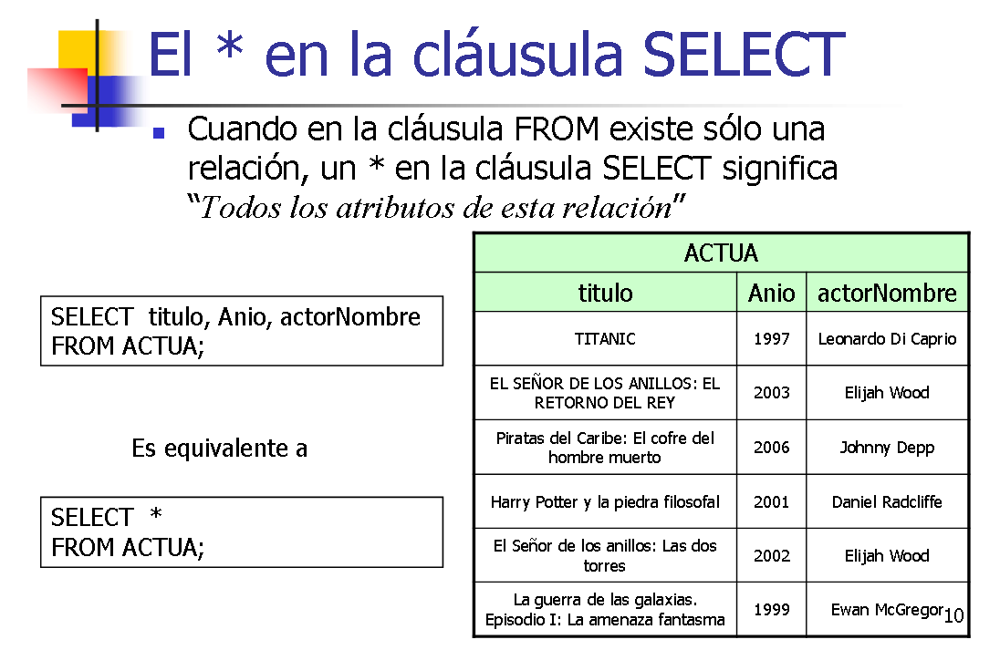 El * en la cláusula SELECT
Cuando en la cláusula FROM existe sólo una
relación, un * en la cláusula SELECT significa
“Todos los atributos de esta relación”
SELECT  titulo, Anio, actorNombre
FROM ACTUA;
Es equivalente a
SELECT  *
FROM ACTUA;
ACTUA
titulo Anio actorNombre
TITANIC 1997 Leonardo Di Caprio
EL SEÑOR DE LOS ANILLOS: EL
RETORNO DEL REY 2003 Elijah Wood
Piratas del Caribe: El cofre del
hombre muerto 2006 Johnny Depp
Harry Potter y la piedra filosofal 2001 Daniel Radcliffe
El Señor de los anillos: Las dos
torres 2002 Elijah Wood
La guerra de las galaxias.
Episodio I: La amenaza fantasma 1999 Ewan McGregor
10